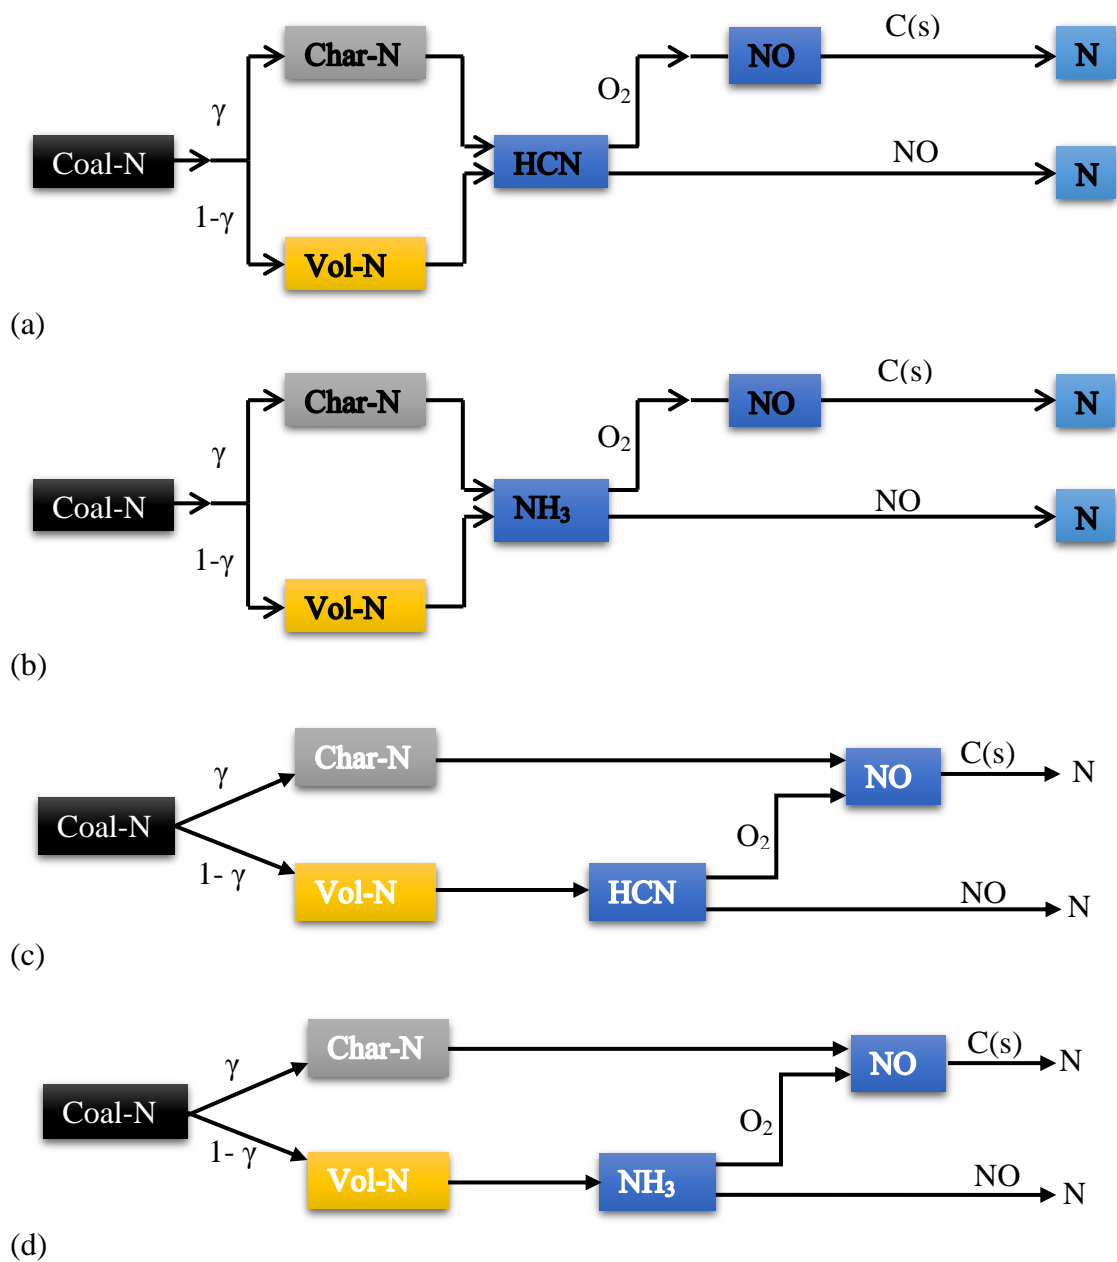 C(s)
Char-N
NO
N
O2
γ
Coal-N
HCN
NO
N
1-γ
Vol-N
(a)
C(s)
Char-N
NO
N
O2
γ
Coal-N
NH3
NO
N
1-γ
Vol-N
(b)
Char-N
C(s)
NO
N
γ
Coal-N
O2
1- γ
Vol-N
HCN
NO
N
(c)
Char-N
C(s)
NO
N
γ
Coal-N
O2
1- γ
Vol-N
NH3
NO
N
(d)